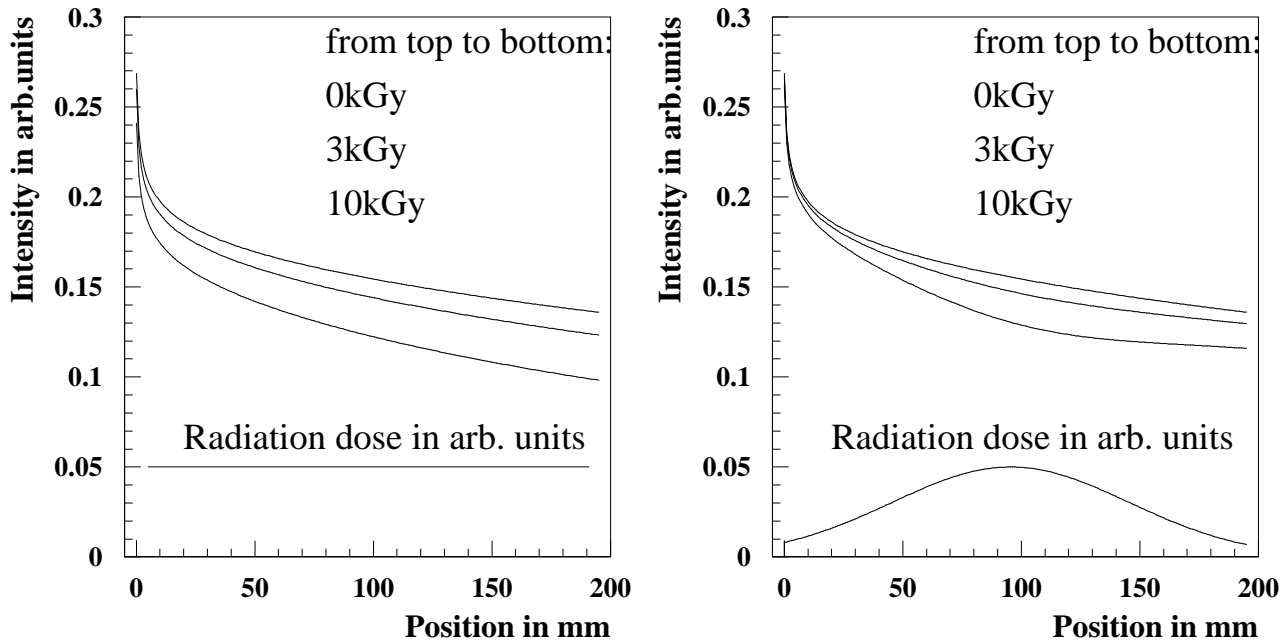 Intensity in arb.units
0.3
0.25
0.2
0.15
0.1
0.05
0
from top to bottom:
0kGy
3kGy
10kGy
Radiation dose in arb. units
0
50
100
150
200
Position in mm
Intensity in arb.units
0.3
0.25
0.2
0.15
0.1
0.05
0
from top to bottom:
0kGy
3kGy
10kGy
Radiation dose in arb. units
0
50
100
150
200
Position in mm